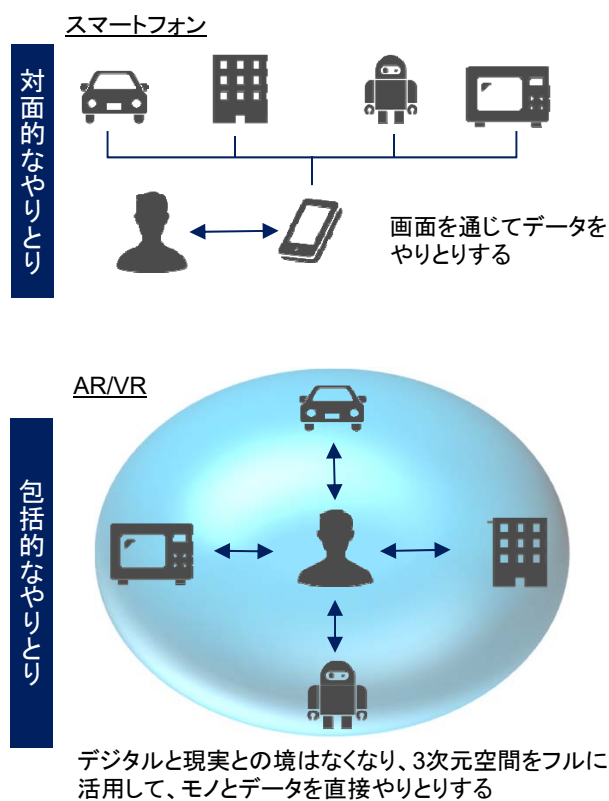 スマートフォン
対面的なやりとり
画面を通じてデータを
やりとりする
AR/VR
包括的なやりとり
デジタルと現実との境はなくなり、3次元空間をフルに
活用して、モノとデータを直接やりとりする